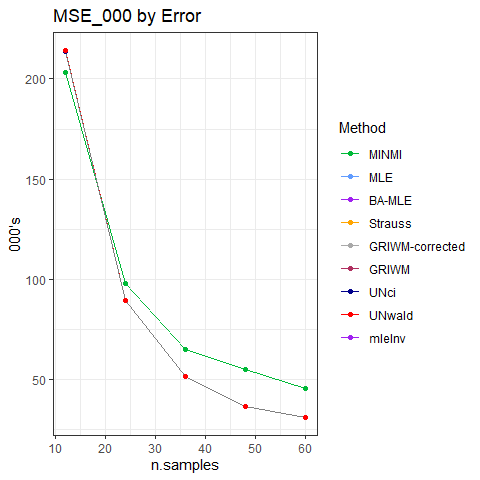 MSE_000 by Error
000's
200
150
100
50
10 20 30 40 50 60
n.samples
Method
MINMI
MLE
BA-MLE
Strauss
GRIWM-corrected
GRIWM
UNci
UNwald
mleInv